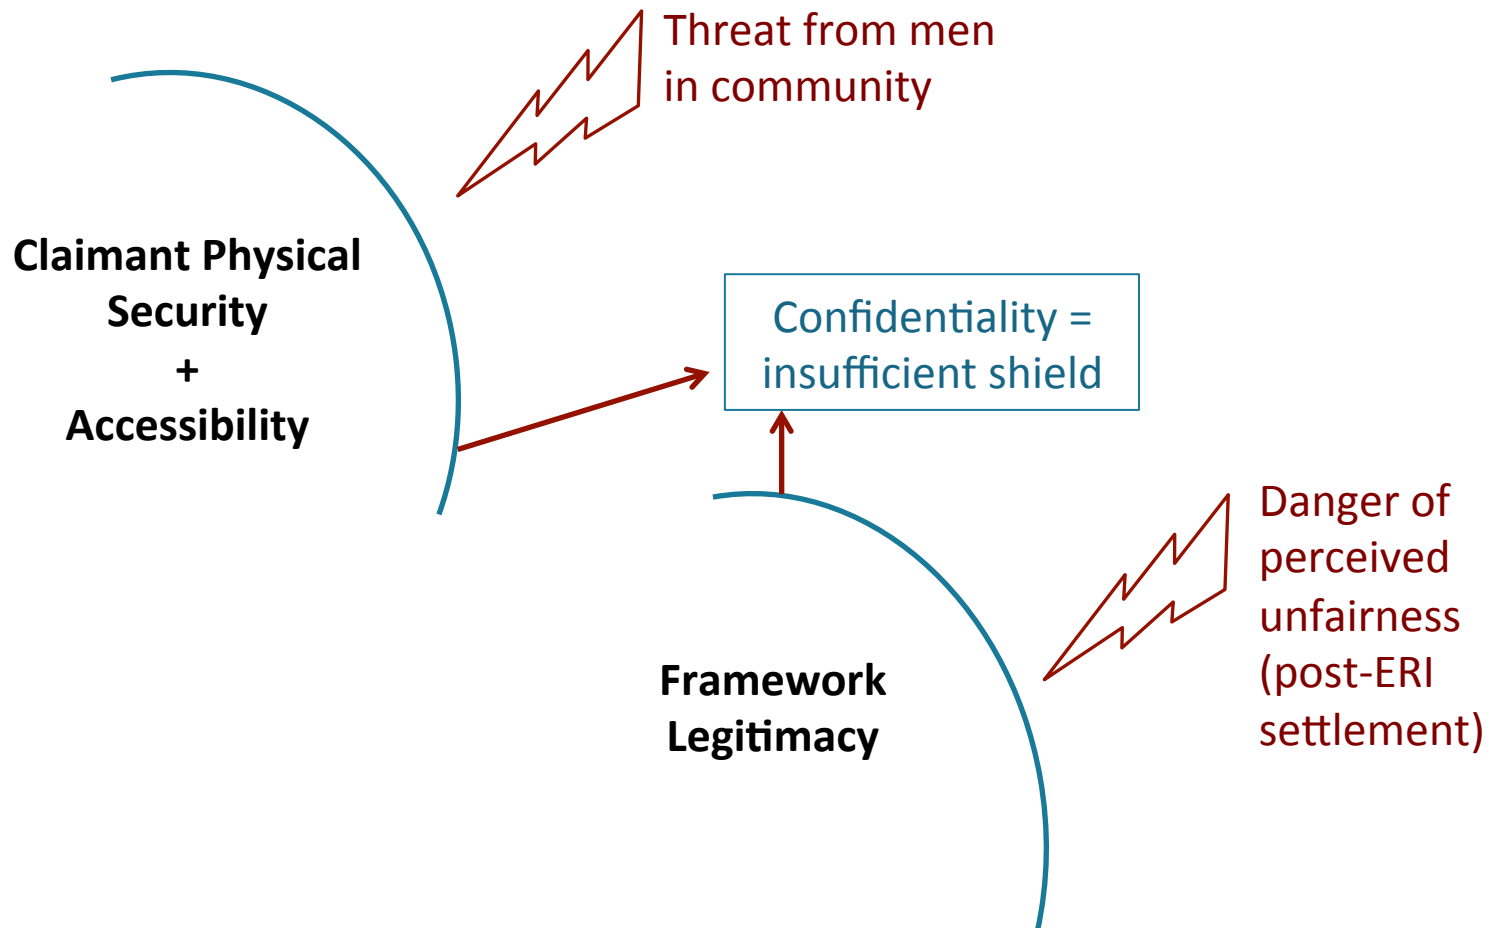 Threat from men
in community
Claimant Physical
Security
+
Accessibility
Confidentiality =
insufficient shield
Framework
Legitimacy
Danger of
perceived
unfairness
(post-ERI
settlement)